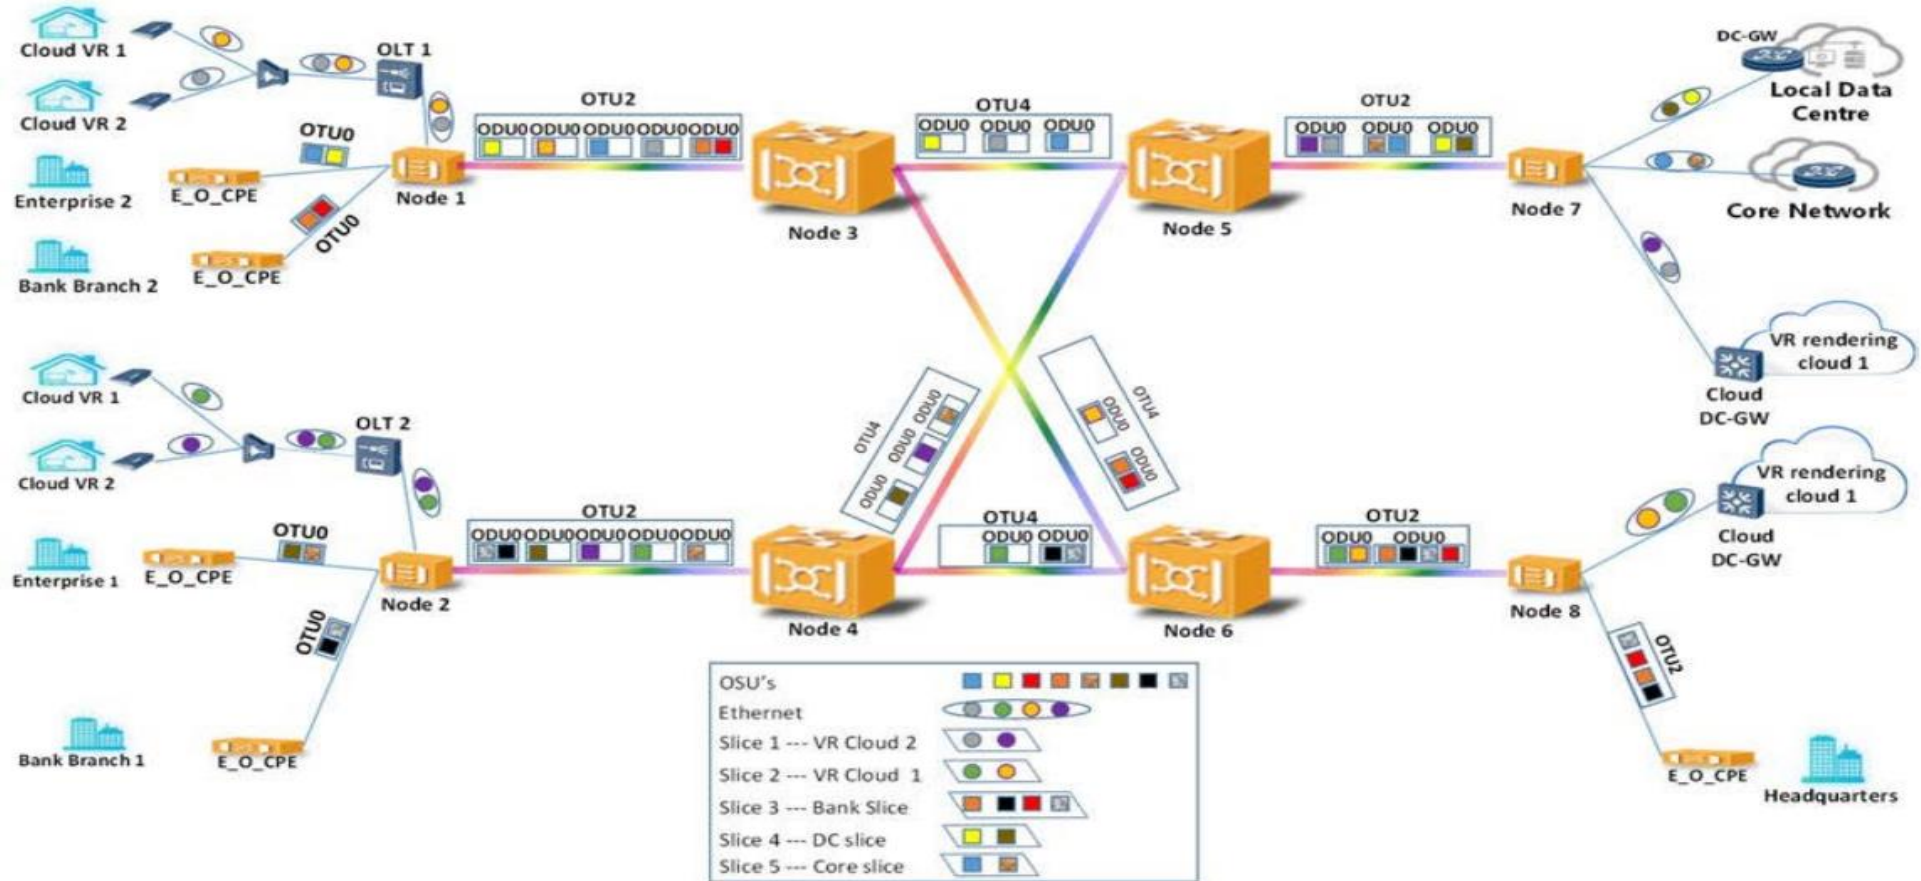 Cloud VR 1
Cloud VR 2
Enterprise 2
Bank Branch 2
OLT 1
OTU0
E_O_CPE
OTU0
E_O_CPE
Node 1
OTU2
ODU0 ODU0 ODU0 ODU0 ODU0
Node 3
OTU4
ODU0 ODU0 ODU0
Node 5
OTU2
ODU0 ODU0 ODU0
Node 7
DC-GW
Local Data
Centre
Core Network
VR rendering
cloud 1
Cloud
DC-GW
Cloud VR 1
Cloud VR 2
Enterprise 1
Bank Branch 1
OLT 2
OTU0
E_O_CPE
OTU0
E_O_CPE
Node 2
OTU2
ODU0 ODU0 ODU0 ODU0 ODU0
Node 4
OTU4
ODU0 ODU0 ODU0
OTU4
ODU0
ODU0
OTU4
ODU0 ODU0
Node 6
OTU2
ODU0 ODU0
Node 8
VR rendering
cloud 1
Cloud
DC-GW
OTU2
E_O_CPE
Headquarters
OSU's
Ethernet
Slice 1 --- VR Cloud 2
Slice 2 --- VR Cloud 1
Slice 3 --- Bank Slice
Slice 4 --- DC slice
Slice 5 --- Core slice